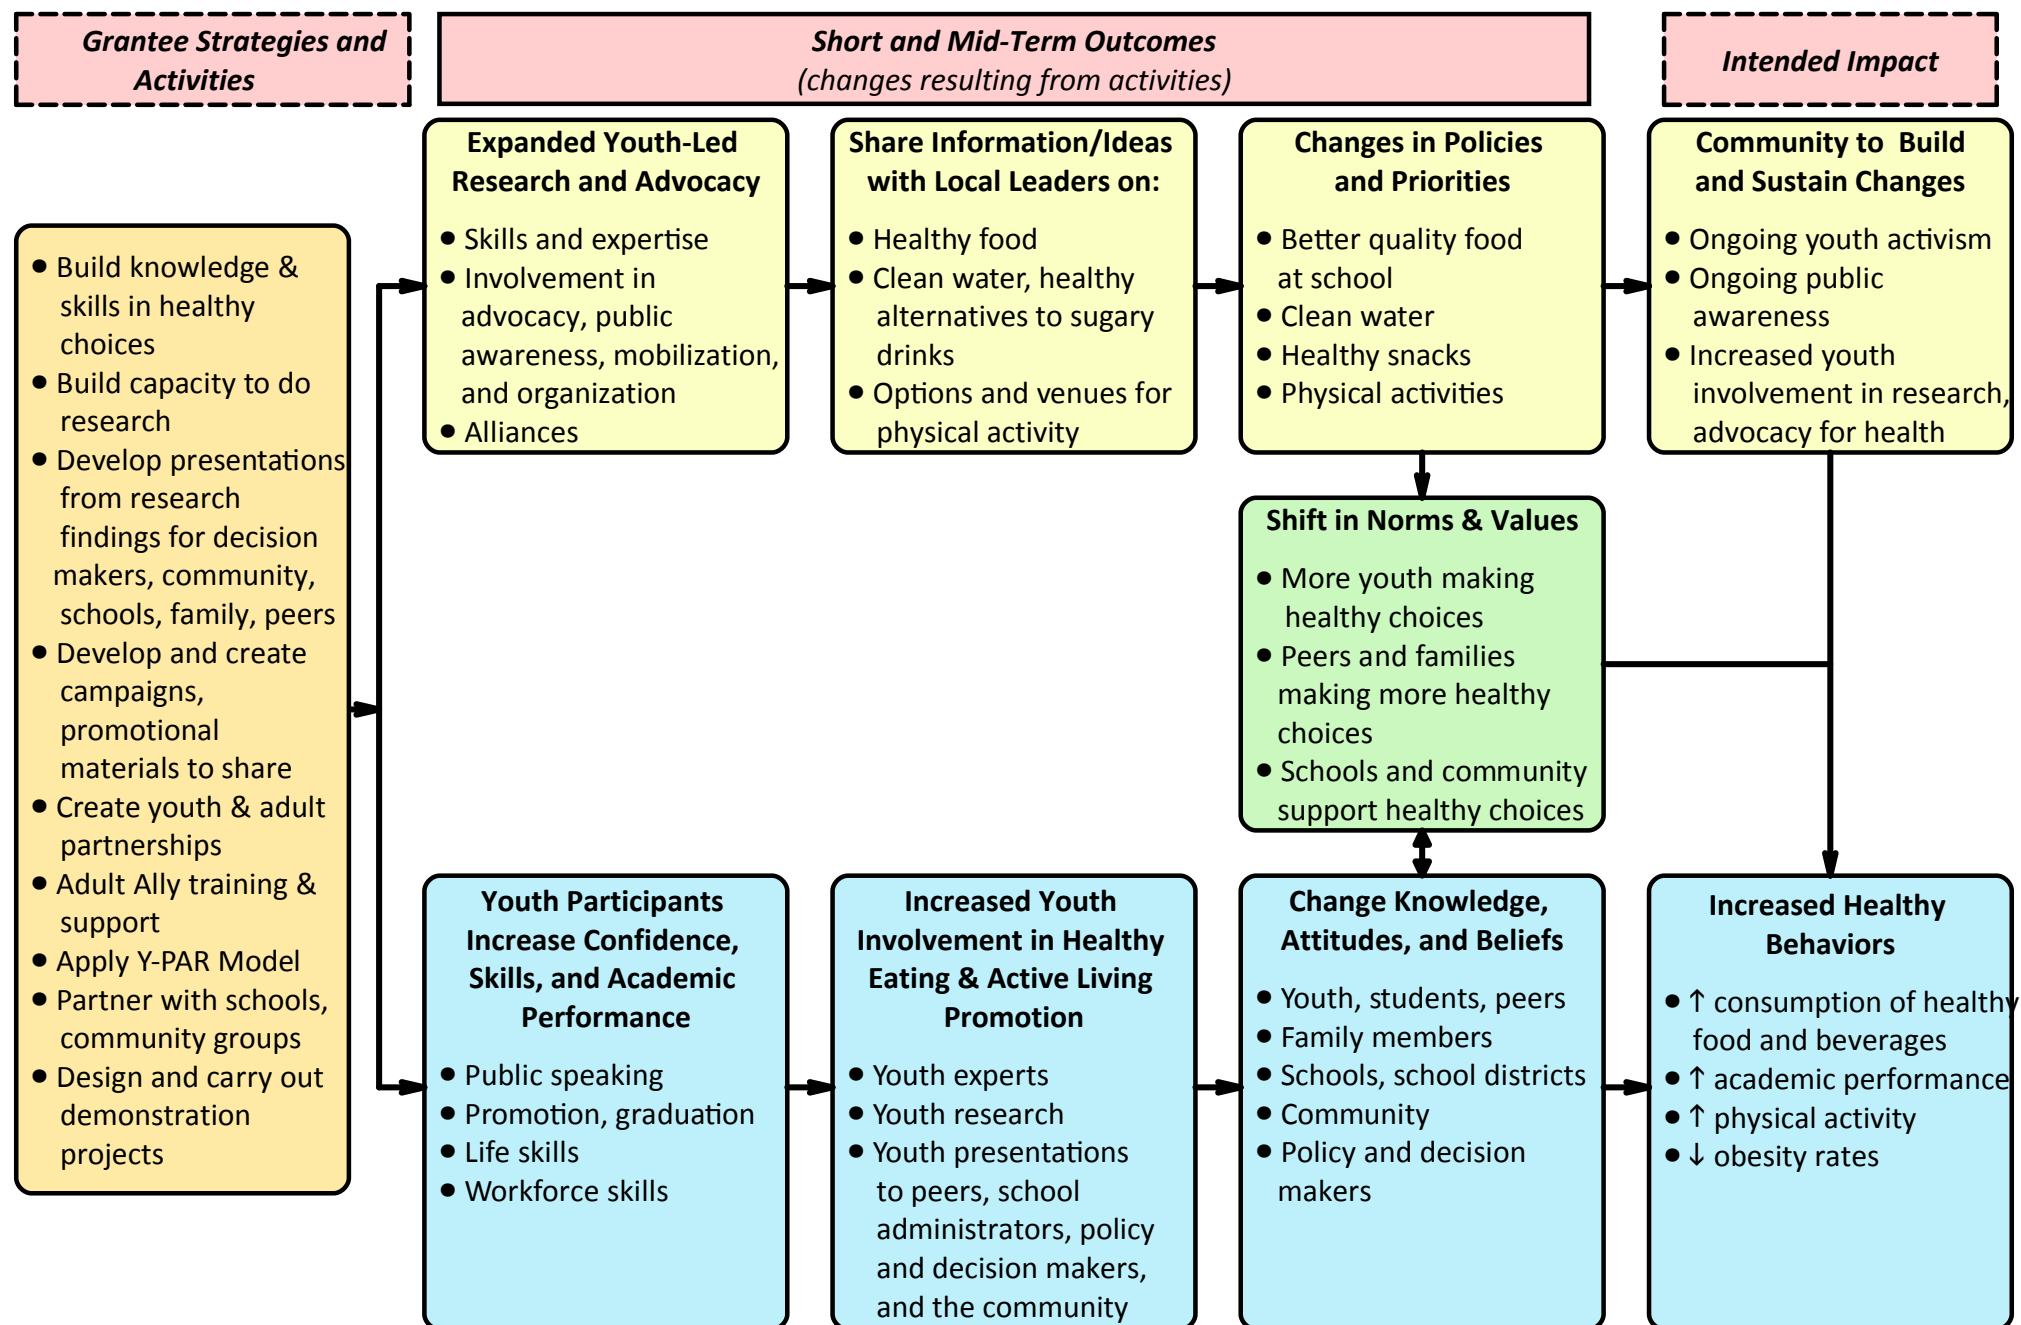 Grantee Strategies and
Activities
Short and Mid-Term Outcomes
(changes resulting from activities)
Intended Impact
• Build knowledge &
skills in healthy
choices
• Build capacity to do
research
• Develop presentations
from research
findings for decision
makers, community,
schools, family, peers
• Develop and create
campaigns,
promotional
materials to share
• Create youth & adult
partnerships
• Adult Ally training &
support
• Apply Y-PAR Model
• Partner with schools,
community groups
• Design and carry out
demonstration
projects
Expanded Youth-Led
Research and Advocacy
• Skills and expertise
• Involvement in
advocacy, public
awareness, mobilization,
and organization
• Alliances
Share Information/Ideas
with Local Leaders on:
• Healthy food
• Clean water, healthy
alternatives to sugary
drinks
• Options and venues for
physical activity
Changes in Policies
and Priorities
• Better quality food
at school
• Clean water
• Healthy snacks
• Physical activities
Community to Build
and Sustain Changes
• Ongoing youth activism
• Ongoing public
awareness
• Increased youth
involvement in research,
advocacy for health
Shift in Norms & Values
• More youth making
healthy choices
• Peers and families
making more healthy
choices
• Schools and community
support healthy choices
Youth Participants
Increase Confidence,
Skills, and Academic
Performance
• Public speaking
• Promotion, graduation
• Life skills
• Workforce skills
Increased Youth
Involvement in Healthy
Eating & Active Living
Promotion
• Youth experts
• Youth research
• Youth presentations
to peers, school
administrators, policy
and decision makers,
and the community
Change Knowledge,
Attitudes, and Beliefs
• Youth, students, peers
• Family members
• Schools, school districts
• Community
• Policy and decision
makers
Increased Healthy
Behaviors
• ↑ consumption of healthy
food and beverages
• ↑ academic performance
• ↑ physical activity
• ↓ obesity rates